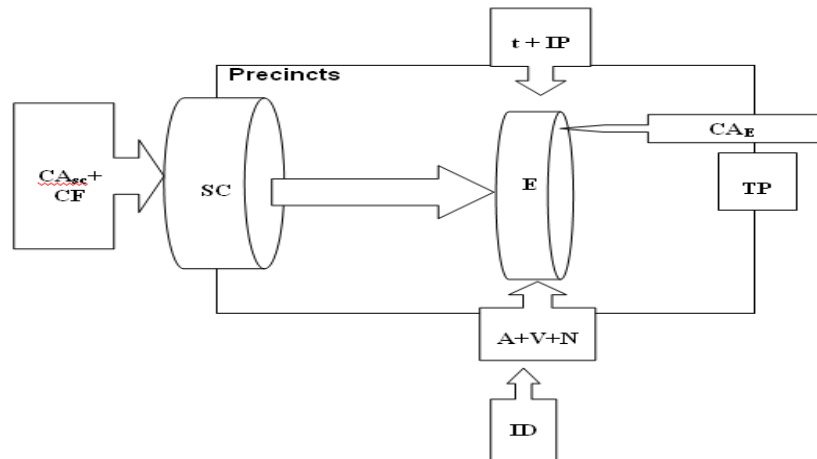 t + IP
Precincts
CAsc+
CF
SC
E
CAE
TP
A+V+N
ID